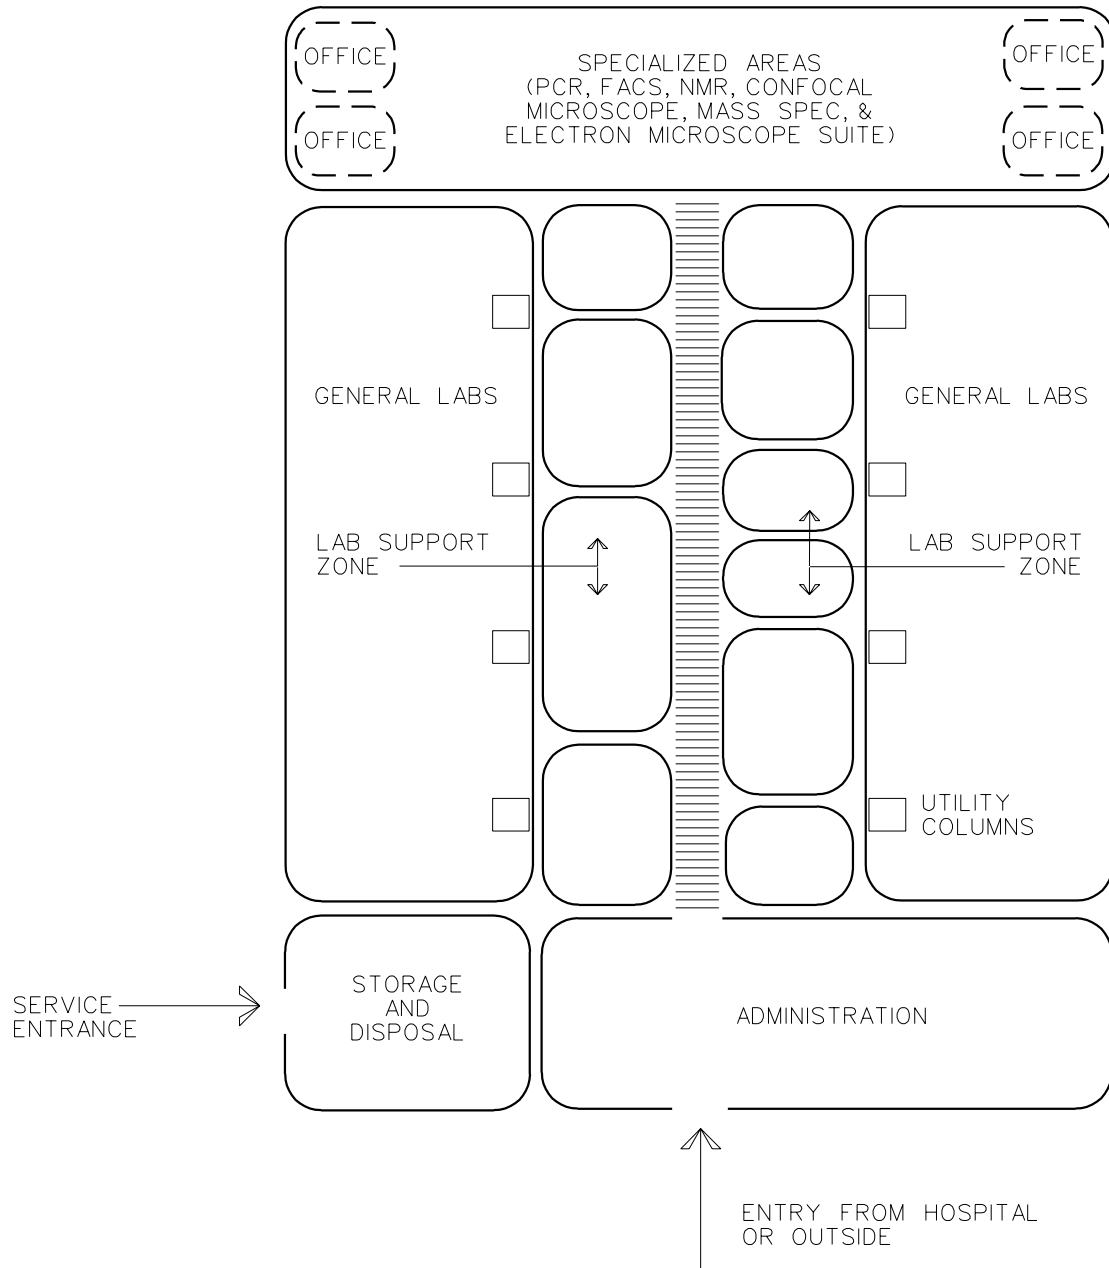 OFFICE
OFFICE
SPECIALIZED AREAS
(PCR, FACS, NMR, CONFOCAL
MICROSCOPE, MASS SPEC, &
ELECTRON MICROSCOPE SUITE)
OFFICE
OFFICE
GENERAL LABS
GENERAL LABS
LAB SUPPORT
ZONE
LAB SUPPORT
ZONE
UTILITY
COLUMNS
SERVICE
ENTRANCE
STORAGE
AND
DISPOSAL
ADMINISTRATION
ENTRY FROM HOSPITAL
OR OUTSIDE